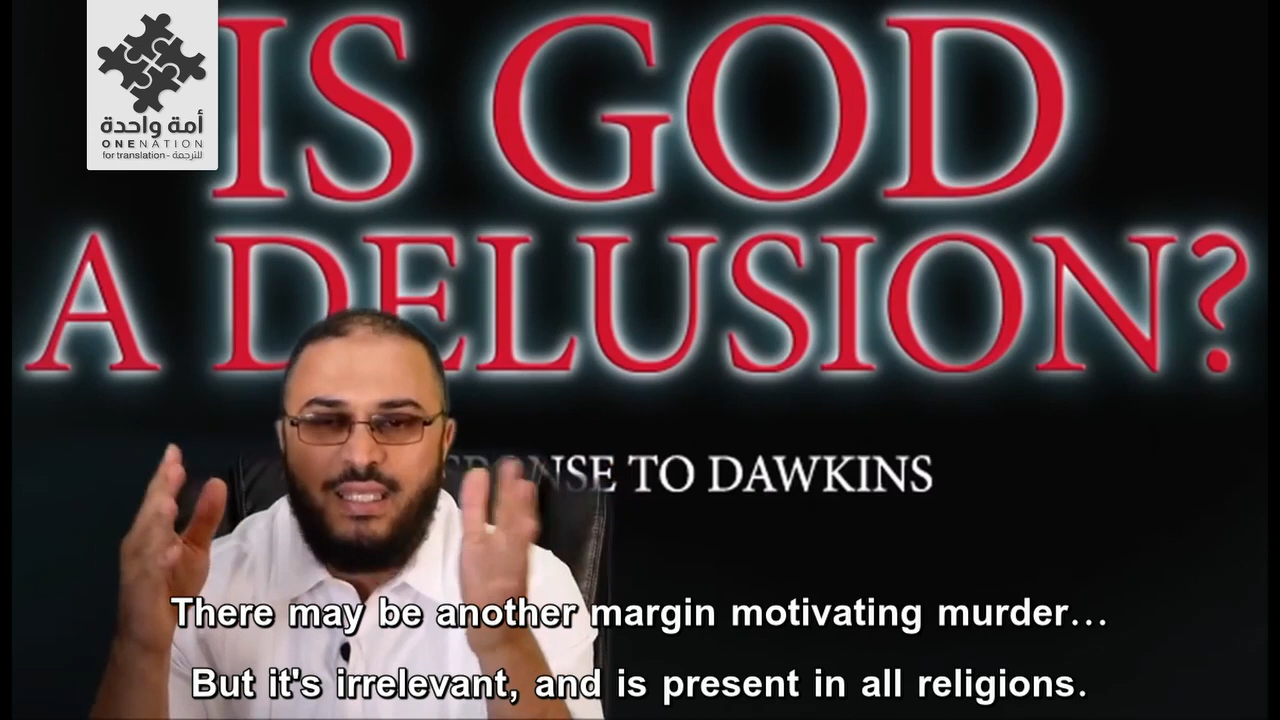 IS GOD
A DELUSION?
أمة واحدة
ONENATION
for translation - للترجمة
TO DAWKINS
There may be another margin motivating murder...
But it's irrelevant, and is present in all religions.